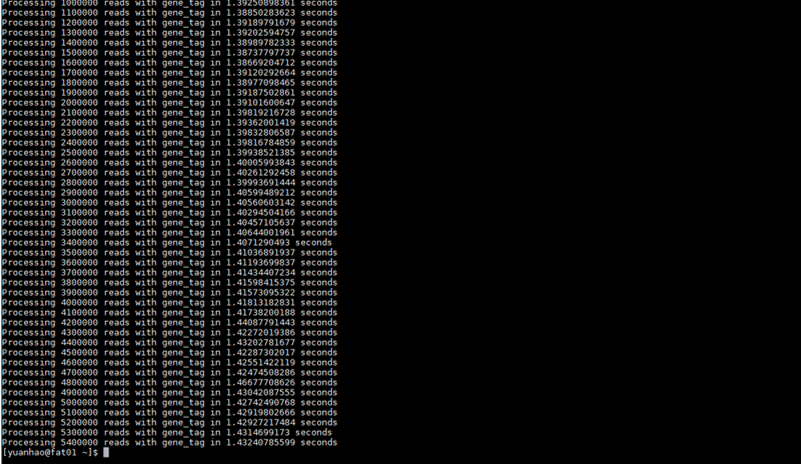 Processing 1000000 reads with gene_tag in 1.39250898361 seconds
Processing 1100000 reads with gene_tag in 1.38850283623 seconds
Processing 1200000 reads with gene_tag in 1.39189791679 seconds
Processing 1300000 reads with gene_tag in 1.39202594757 seconds
Processing 1400000 reads with gene_tag in 1.38989782333 seconds
Processing 1500000 reads with gene_tag in 1.38737797737 seconds
Processing 1600000 reads with gene_tag in 1.38669204712 seconds
Processing 1700000 reads with gene_tag in 1.39120292664 seconds
Processing 1800000 reads with gene_tag in 1.38977098465 seconds
Processing 1900000 reads with gene_tag in 1.39187502861 seconds
Processing 2000000 reads with gene_tag in 1.39101600647 seconds
Processing 2100000 reads with gene_tag in 1.39819216728 seconds
Processing 2200000 reads with gene_tag in 1.39362001419 seconds
Processing 2300000 reads with gene_tag in 1.39832806587 seconds
Processing 2400000 reads with gene_tag in 1.39816784859 seconds
Processing 2500000 reads with gene_tag in 1.39938521385 seconds
Processing 2600000 reads with gene_tag in 1.40005993843 seconds
Processing 2700000 reads with gene_tag in 1.40261292458 seconds
Processing 2800000 reads with gene_tag in 1.39993691444 seconds
Processing 2900000 reads with gene_tag in 1.40599489212 seconds
Processing 3000000 reads with gene_tag in 1.40560603142 seconds
Processing 3100000 reads with gene_tag in 1.40294504166 seconds
Processing 3200000 reads with gene_tag in 1.40457105637 seconds
Processing 3300000 reads with gene_tag in 1.40644001961 seconds
Processing 3400000 reads with gene_tag in 1.4071290493 seconds
Processing 3500000 reads with gene_tag in 1.41036891937 seconds
Processing 3600000 reads with gene_tag in 1.41193699837 seconds
Processing 3700000 reads with gene_tag in 1.41434407234 seconds
Processing 3800000 reads with gene_tag in 1.41598415375 seconds
Processing 3900000 reads with gene_tag in 1.41573095322 seconds
Processing 4000000 reads with gene_tag in 1.41813182831 seconds
Processing 4100000 reads with gene_tag in 1.41738200188 seconds
Processing 4200000 reads with gene_tag in 1.44087791443 seconds
Processing 4300000 reads with gene_tag in 1.42272019386 seconds
Processing 4400000 reads with gene_tag in 1.43202781677 seconds
Processing 4500000 reads with gene_tag in 1.42287302017 seconds
Processing 4600000 reads with gene_tag in 1.42551422119 seconds
Processing 4700000 reads with gene_tag in 1.42474508286 seconds
Processing 4800000 reads with gene_tag in 1.46677708626 seconds
Processing 4900000 reads with gene_tag in 1.43042087555 seconds
Processing 5000000 reads with gene_tag in 1.42742490768 seconds
Processing 5100000 reads with gene_tag in 1.42919802666 seconds
Processing 5200000 reads with gene_tag in 1.42927217484 seconds
Processing 5300000 reads with gene_tag in 1.4314699173 seconds
Processing 5400000 reads with gene_tag in 1.43240785599 seconds
[yuanhao@fat01 ~]$